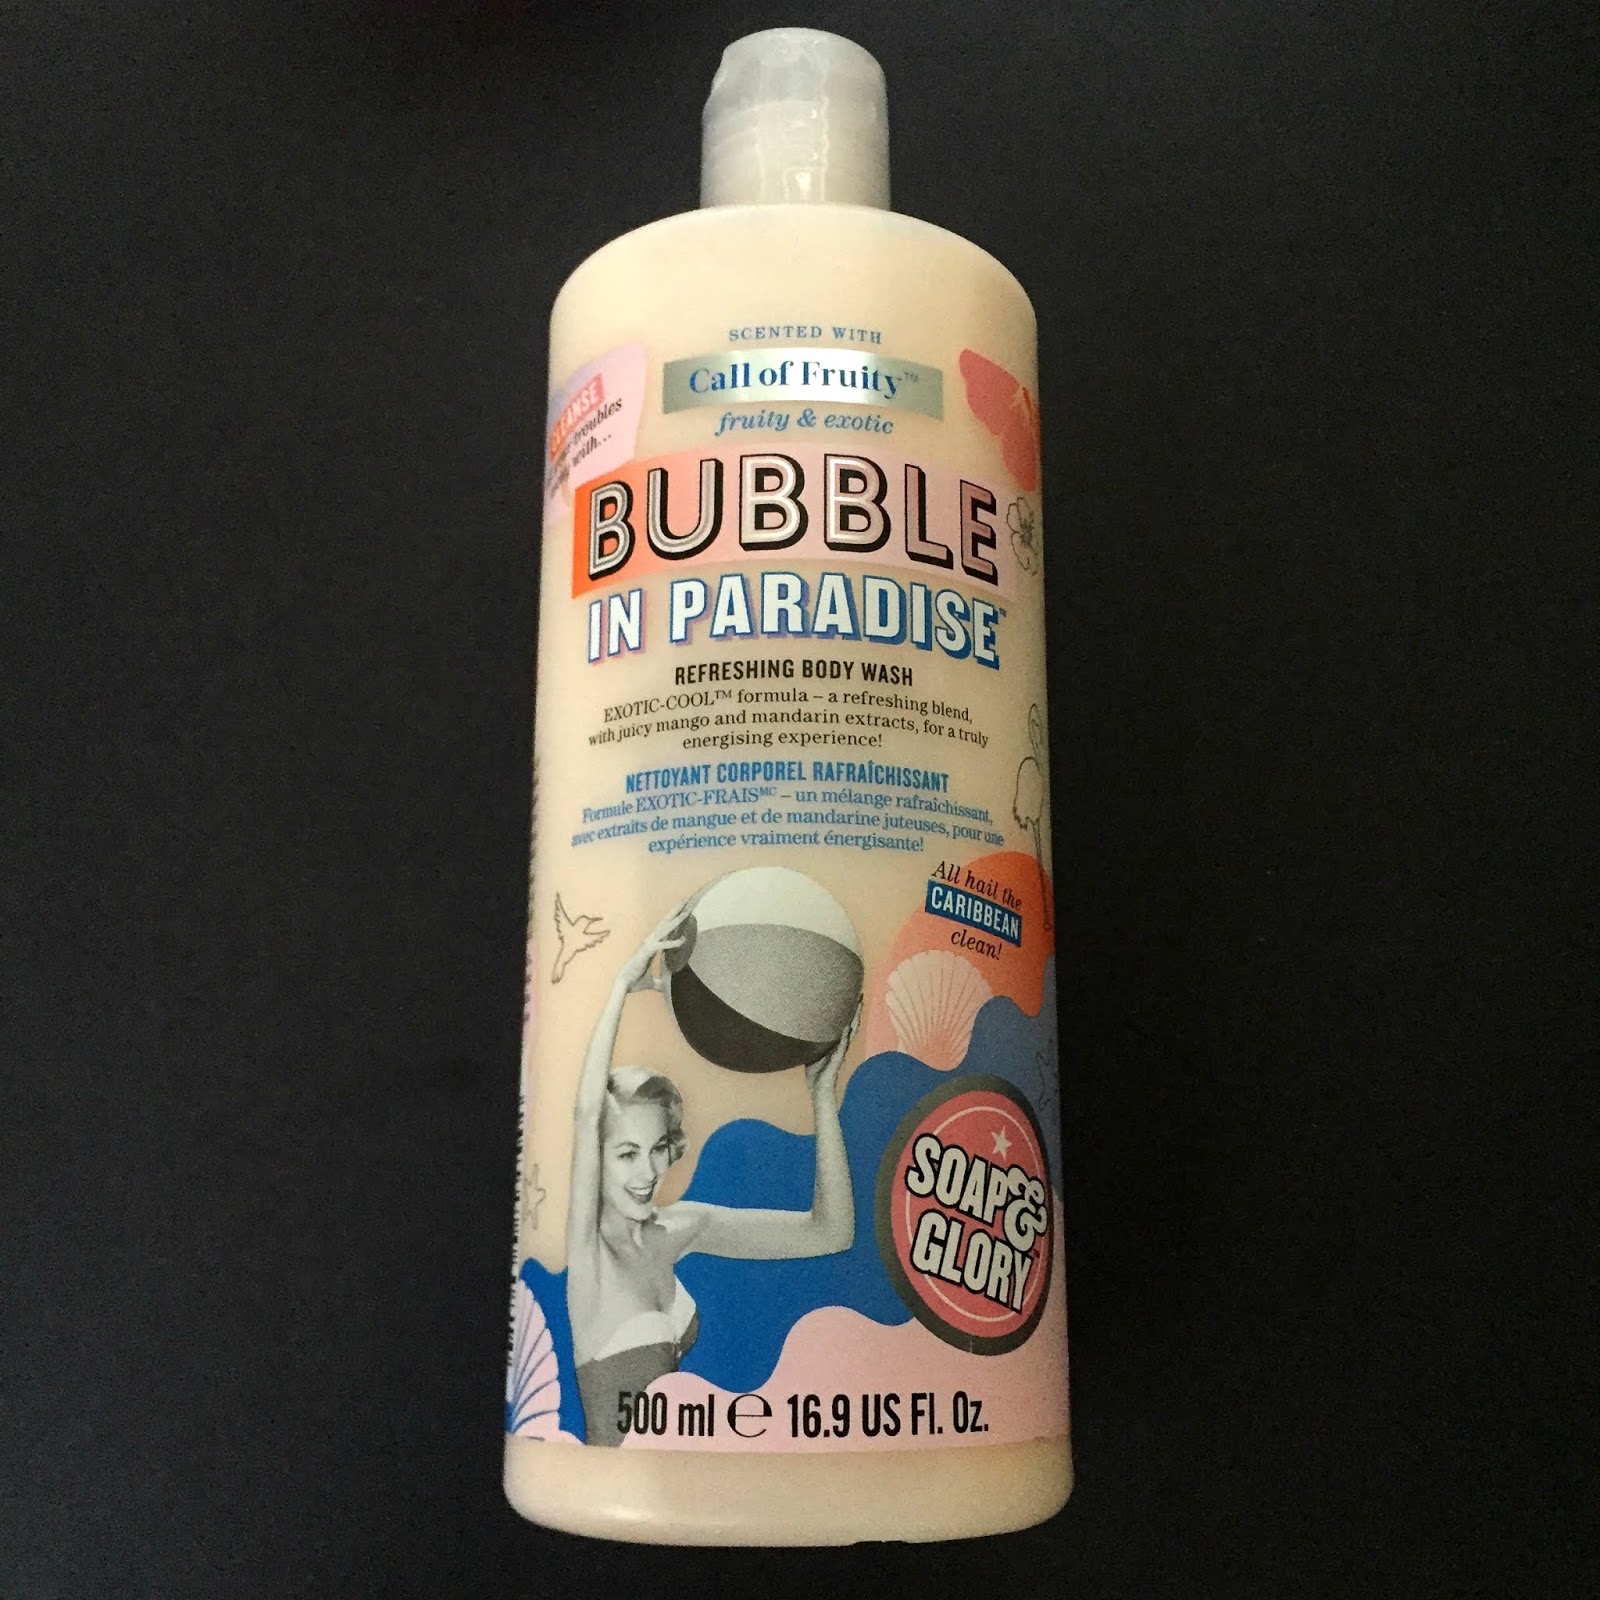 SCENTED WITH
Call of Fruity™
fruity & exotic
CLEANSE
with...
BUBBLE
IN PARADISE™
REFRESHING BODY WASH
EXOTIC-COOL™ formula – a refreshing blend,
with juicy mango and mandarin extracts, for a truly
energising experience!
NETTOYANT CORPOREL RAFRAÎCHISSANT
Formule EXOTIC-FRAISᴹᶜ – un mélange rafraîchissant,
avec extraits de mangue et de mandarine juteuses, pour une
expérience vraiment énergisante!
All hail the
CARIBBEAN
clean!
SOAP &
GLORY
500 ml ℮ 16.9 US Fl. Oz.